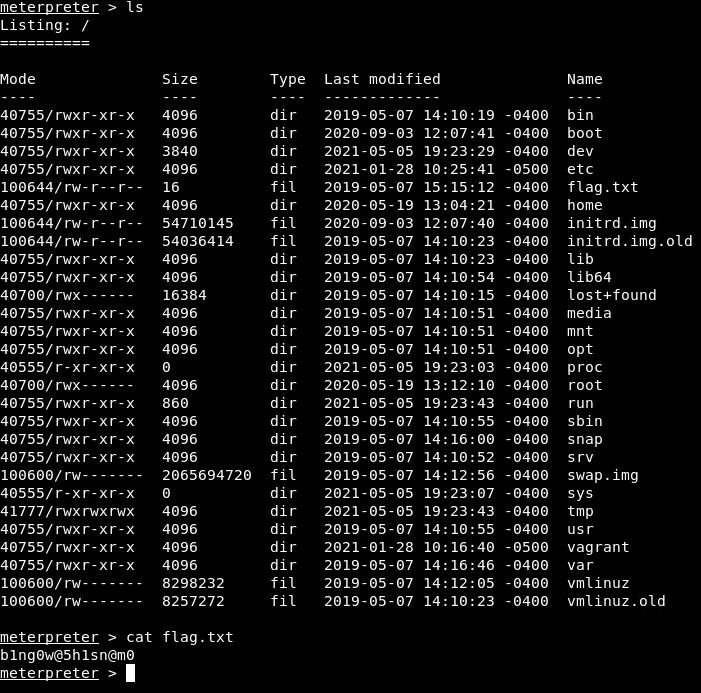 meterpreter > ls
Listing: /
==========
Mode              Size        Type  Last modified              Name
----              ----        ----  -------------              ----
40755/rwxr-xr-x   4096        dir   2019-05-07 14:10:19 -0400  bin
40755/rwxr-xr-x   4096        dir   2020-09-03 12:07:41 -0400  boot
40755/rwxr-xr-x   3840        dir   2021-05-05 19:23:29 -0400  dev
40755/rwxr-xr-x   4096        dir   2021-01-28 10:25:41 -0500  etc
100644/rw-r--r--  16          fil   2019-05-07 15:15:12 -0400  flag.txt
40755/rwxr-xr-x   4096        dir   2020-05-19 13:04:21 -0400  home
100644/rw-r--r--  54710145    fil   2020-09-03 12:07:40 -0400  initrd.img
100644/rw-r--r--  54036414    fil   2019-05-07 14:10:23 -0400  initrd.img.old
40755/rwxr-xr-x   4096        dir   2019-05-07 14:10:23 -0400  lib
40755/rwxr-xr-x   4096        dir   2019-05-07 14:10:54 -0400  lib64
40700/rwx------   16384       dir   2019-05-07 14:10:15 -0400  lost+found
40755/rwxr-xr-x   4096        dir   2019-05-07 14:10:51 -0400  media
40755/rwxr-xr-x   4096        dir   2019-05-07 14:10:51 -0400  mnt
40755/rwxr-xr-x   4096        dir   2019-05-07 14:10:51 -0400  opt
40555/r-xr-xr-x   0           dir   2021-05-05 19:23:03 -0400  proc
40700/rwx------   4096        dir   2020-05-19 13:12:10 -0400  root
40755/rwxr-xr-x   860         dir   2021-05-05 19:23:43 -0400  run
40755/rwxr-xr-x   4096        dir   2019-05-07 14:10:55 -0400  sbin
40755/rwxr-xr-x   4096        dir   2019-05-07 14:16:00 -0400  snap
40755/rwxr-xr-x   4096        dir   2019-05-07 14:10:52 -0400  srv
100600/rw-------  2065694720  fil   2019-05-07 14:12:56 -0400  swap.img
40555/r-xr-xr-x   0           dir   2021-05-05 19:23:07 -0400  sys
41777/rwxrwxrwx   4096        dir   2021-05-05 19:23:43 -0400  tmp
40755/rwxr-xr-x   4096        dir   2019-05-07 14:10:55 -0400  usr
40755/rwxr-xr-x   4096        dir   2021-01-28 10:16:40 -0500  vagrant
40755/rwxr-xr-x   4096        dir   2019-05-07 14:16:46 -0400  var
100600/rw-------  8298232     fil   2019-05-07 14:12:05 -0400  vmlinuz
100600/rw-------  8257272     fil   2019-05-07 14:10:23 -0400  vmlinuz.old
meterpreter > cat flag.txt
b1ng0w@5h1sn@m0
meterpreter >